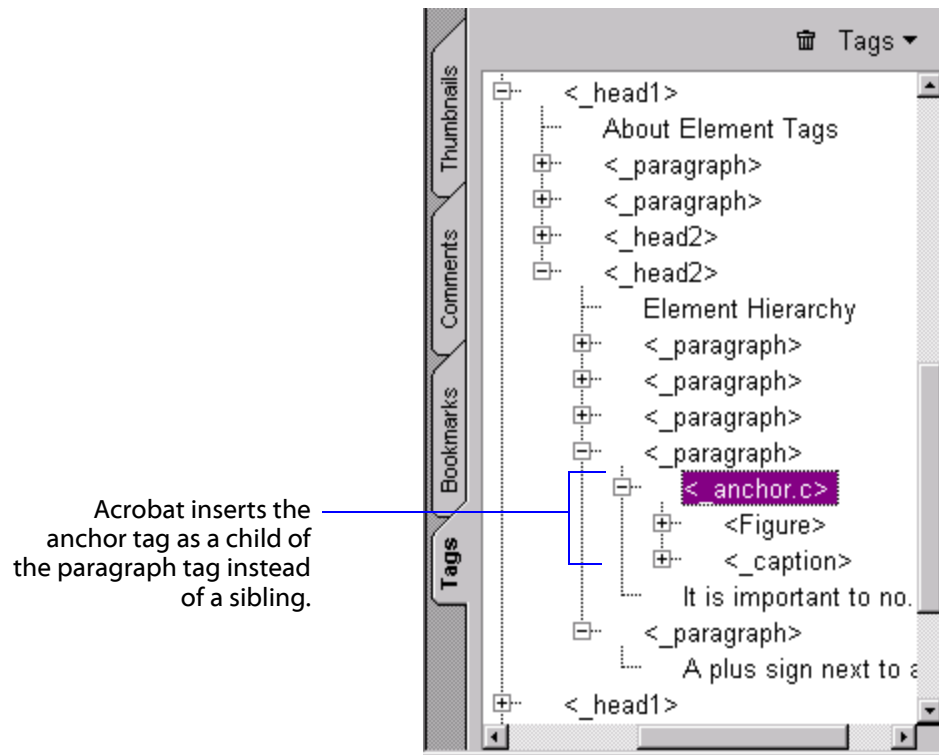 Tags
Thumbnails
Comments
Bookmarks
Tags
<_head1>
About Element Tags
<_paragraph>
<_paragraph>
<_head2>
<_head2>
Element Hierarchy
<_paragraph>
<_paragraph>
<_paragraph>
<_paragraph>
<_anchor.c>
<Figure>
<_caption>
It is important to no.
<_paragraph>
A plus sign next to a
<_head1>
Acrobat inserts the
anchor tag as a child of
the paragraph tag instead
of a sibling.